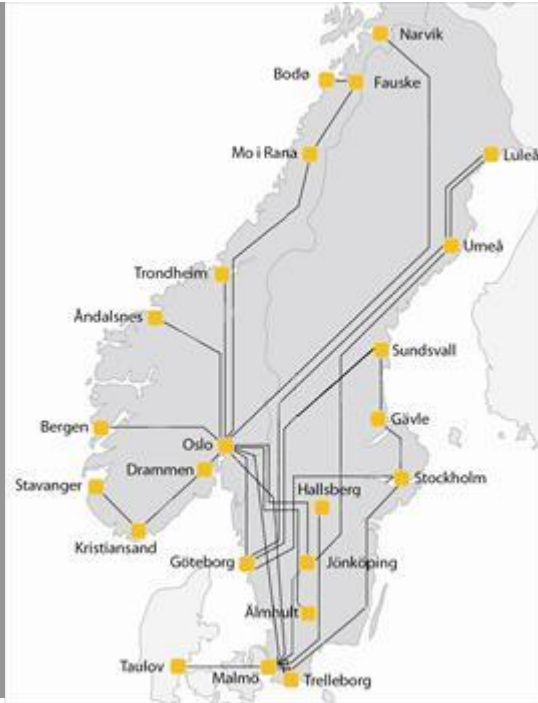 Narvik
Bodø
Fauske
Mo i Rana
Luleå
Umeå
Trondheim
Åndalsnes
Sundsvall
Bergen
Gävle
Oslo
Drammen
Stavanger
Stockholm
Hallsberg
Kristiansand
Göteborg
Jönköping
Älmhult
Taulov
Malmö
Trelleborg